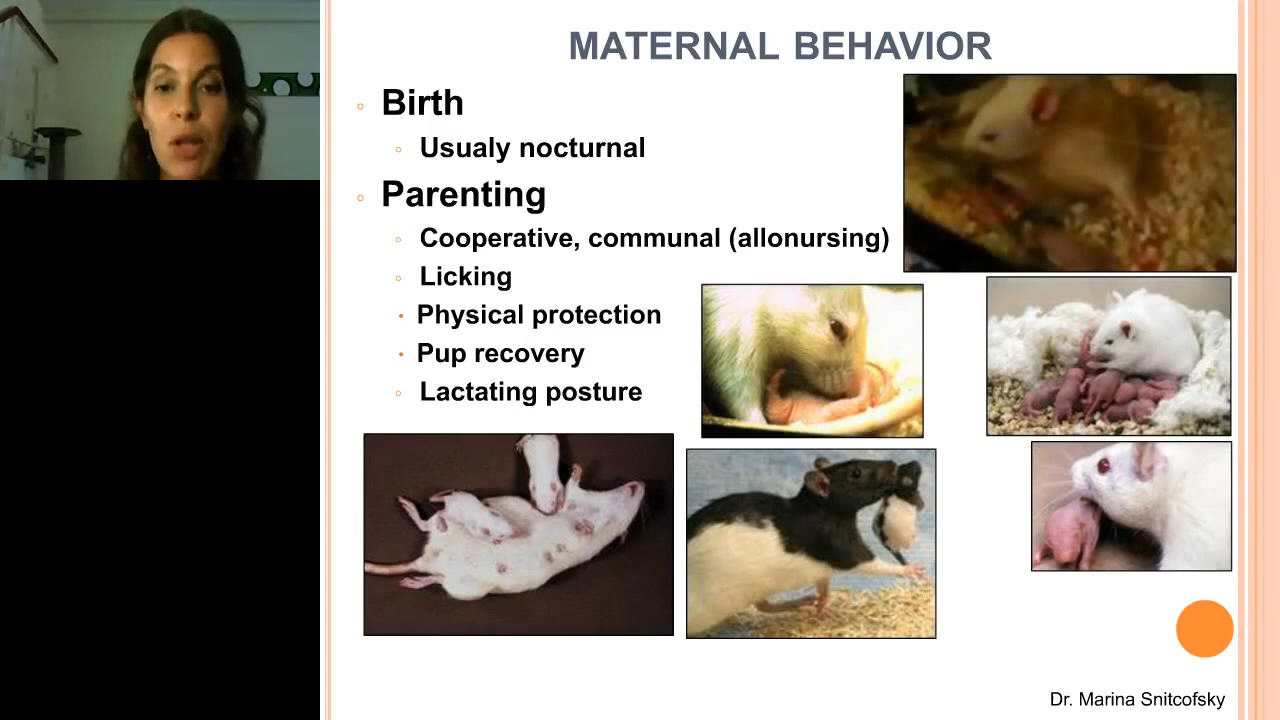 MATERNAL BEHAVIOR
Birth
Usualy nocturnal
Parenting
Cooperative, communal (allonursing)
Licking
Physical protection
Pup recovery
Lactating posture
Dr. Marina Snitcofsky